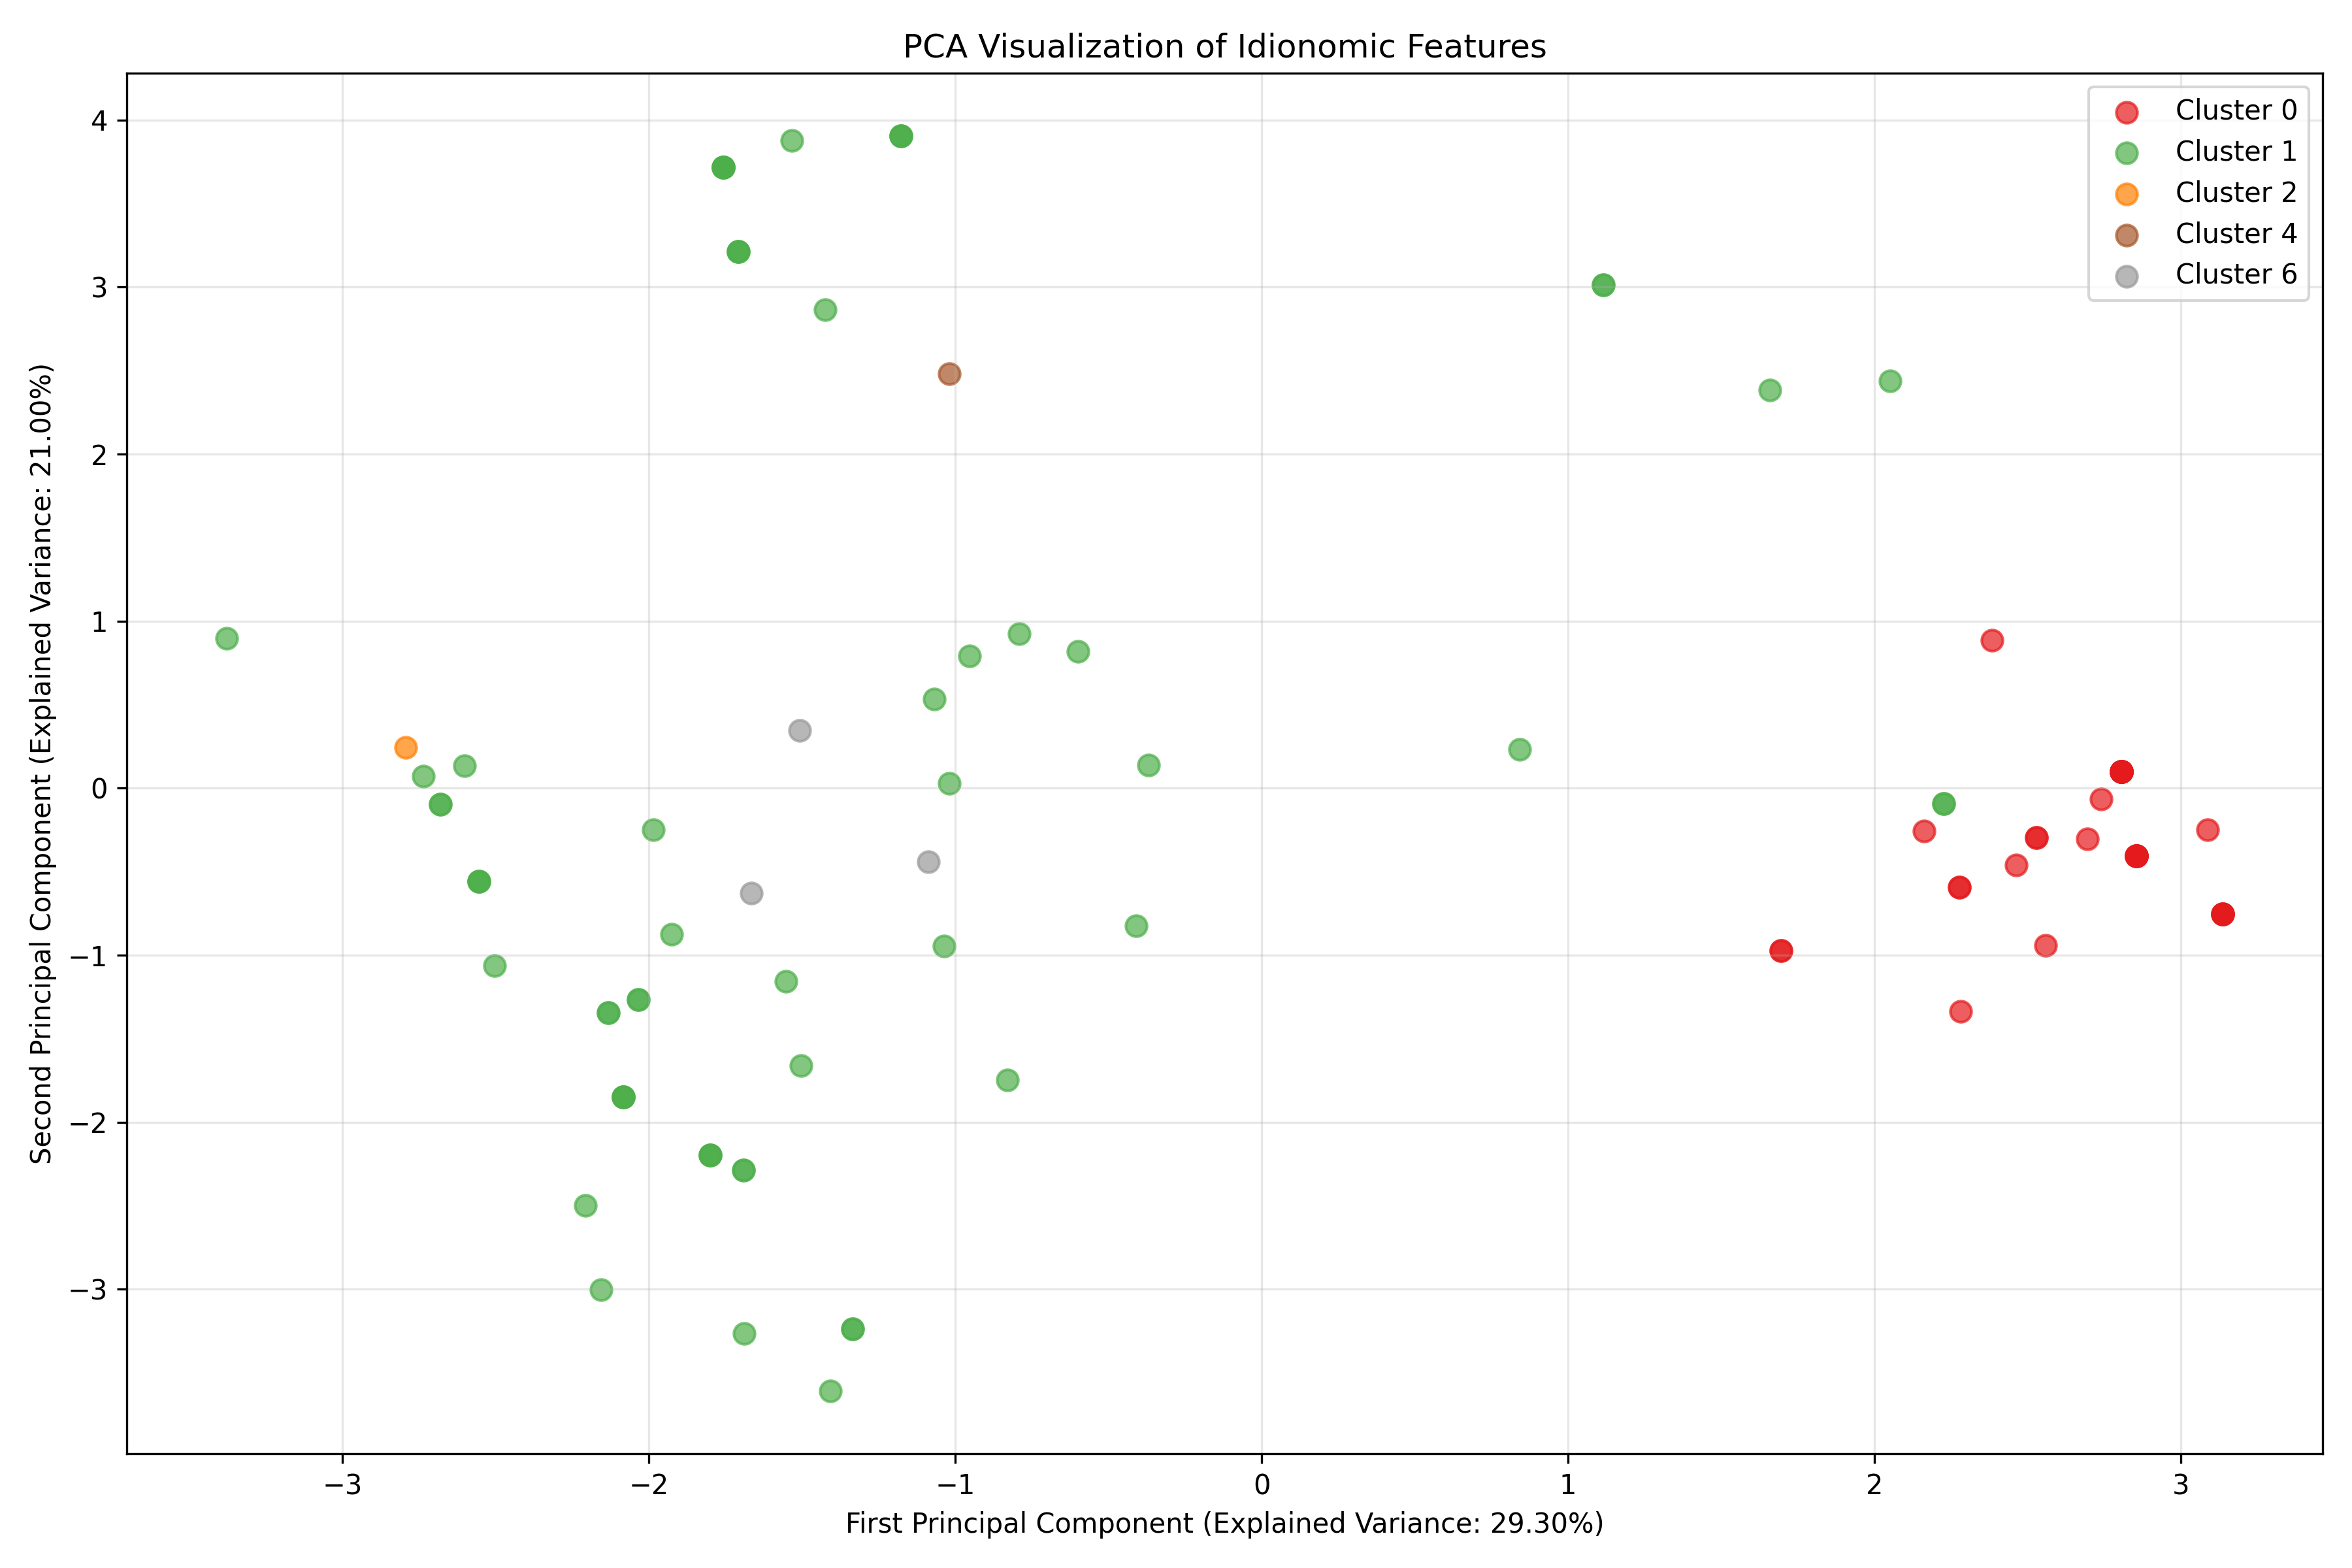 PCA Visualization of Idionomic Features
Cluster 0
Cluster 1
Cluster 2
Cluster 4
Cluster 6
Second Principal Component (Explained Variance: 21.00%)
4
3
2
1
0
−1
−2
−3
−3 −2 −1 0 1 2 3
First Principal Component (Explained Variance: 29.30%)